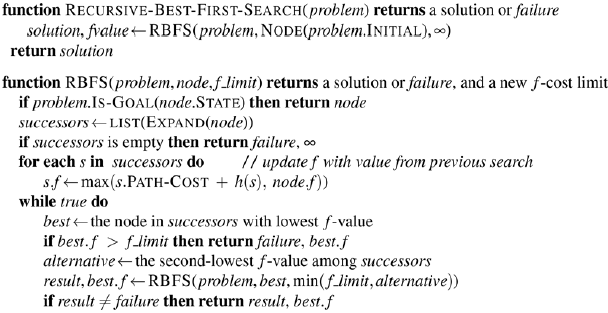 function RECURSIVE-BEST-FIRST-SEARCH(problem) returns a solution or failure
solution, fvalue ← RBFS(problem, NODE(problem.INITIAL), ∞)
return solution
function RBFS(problem, node, f_limit) returns a solution or failure, and a new f-cost limit
if problem.IS-GOAL(node.STATE) then return node
successors ← LIST(EXPAND(node))
if successors is empty then return failure, ∞
for each s in successors do // update f with value from previous search
s.f ← max(s.PATH-COST + h(s), node.f))
while true do
best ← the node in successors with lowest f-value
if best.f > f_limit then return failure, best.f
alternative ← the second-lowest f-value among successors
result, best.f ← RBFS(problem, best, min(f_limit, alternative))
if result ≠ failure then return result, best.f